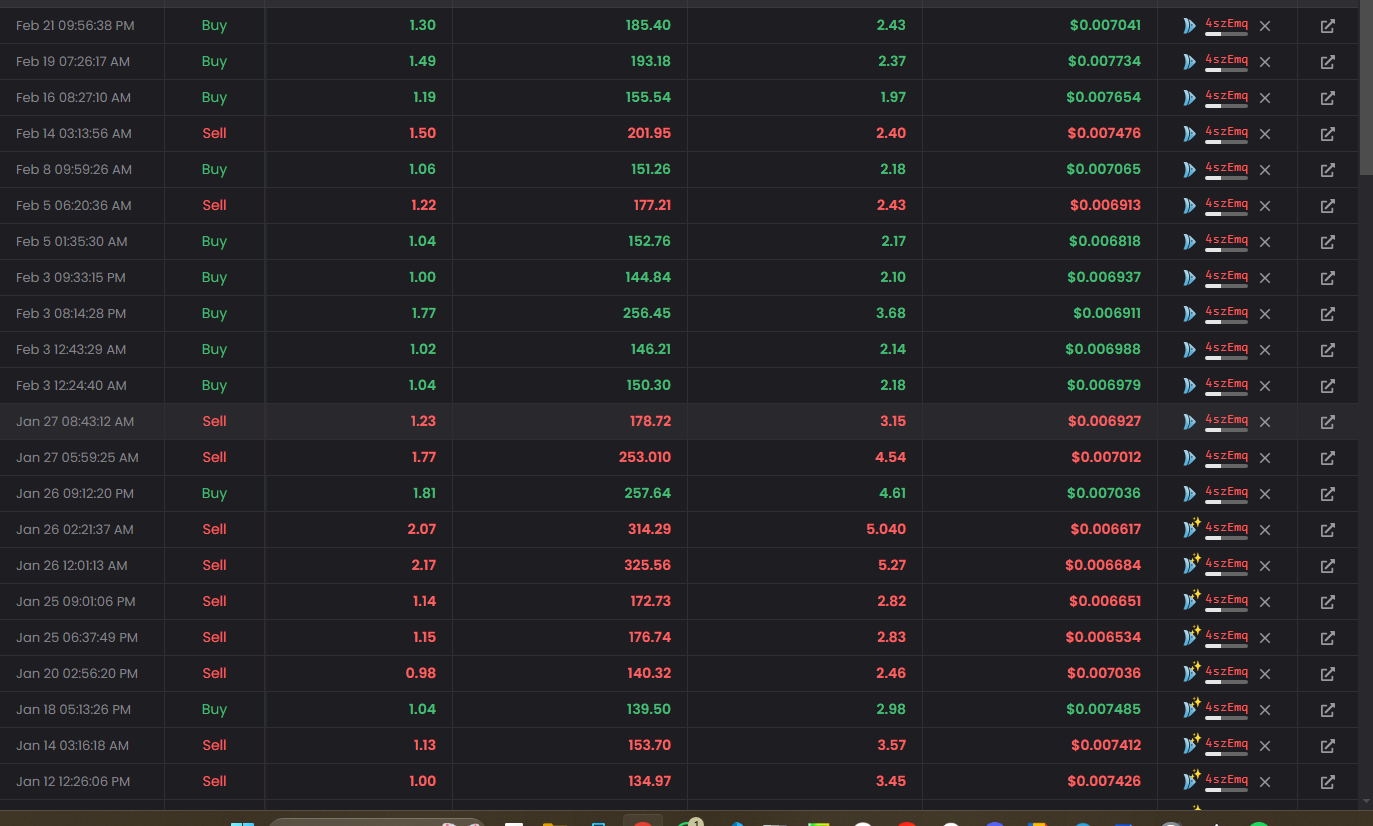 Feb 21 09:56:38 PM Buy 1.30 185.40 2.43 $0.007041 4szEmq
Feb 19 07:26:17 AM Buy 1.49 193.18 2.37 $0.007734 4szEmq
Feb 16 08:27:10 AM Buy 1.19 155.54 1.97 $0.007654 4szEmq
Feb 14 03:13:56 AM Sell 1.50 201.95 2.40 $0.007476 4szEmq
Feb 8 09:59:26 AM Buy 1.06 151.26 2.18 $0.007065 4szEmq
Feb 5 06:20:36 AM Sell 1.22 177.21 2.43 $0.006913 4szEmq
Feb 5 01:35:30 AM Buy 1.04 152.76 2.17 $0.006818 4szEmq
Feb 3 09:33:15 PM Buy 1.00 144.84 2.10 $0.006937 4szEmq
Feb 3 08:14:28 PM Buy 1.77 256.45 3.68 $0.006911 4szEmq
Feb 3 12:43:29 AM Buy 1.02 146.21 2.14 $0.006988 4szEmq
Feb 3 12:24:40 AM Buy 1.04 150.30 2.18 $0.006979 4szEmq
Jan 27 08:43:12 AM Sell 1.23 178.72 3.15 $0.006927 4szEmq
Jan 27 05:59:25 AM Sell 1.77 253.010 4.54 $0.007012 4szEmq
Jan 26 09:12:20 PM Buy 1.81 257.64 4.61 $0.007036 4szEmq
Jan 26 02:21:37 AM Sell 2.07 314.29 5.040 $0.006617 4szEmq
Jan 26 12:01:13 AM Sell 2.17 325.56 5.27 $0.006684 4szEmq
Jan 25 09:01:06 PM Sell 1.14 172.73 2.82 $0.006651 4szEmq
Jan 25 06:37:49 PM Sell 1.15 176.74 2.83 $0.006534 4szEmq
Jan 20 02:56:20 PM Sell 0.98 140.32 2.46 $0.007036 4szEmq
Jan 18 05:13:26 PM Buy 1.04 139.50 2.98 $0.007485 4szEmq
Jan 14 03:16:18 AM Sell 1.13 153.70 3.57 $0.007412 4szEmq
Jan 12 12:26:06 PM Sell 1.00 134.97 3.45 $0.007426 4szEmq
1